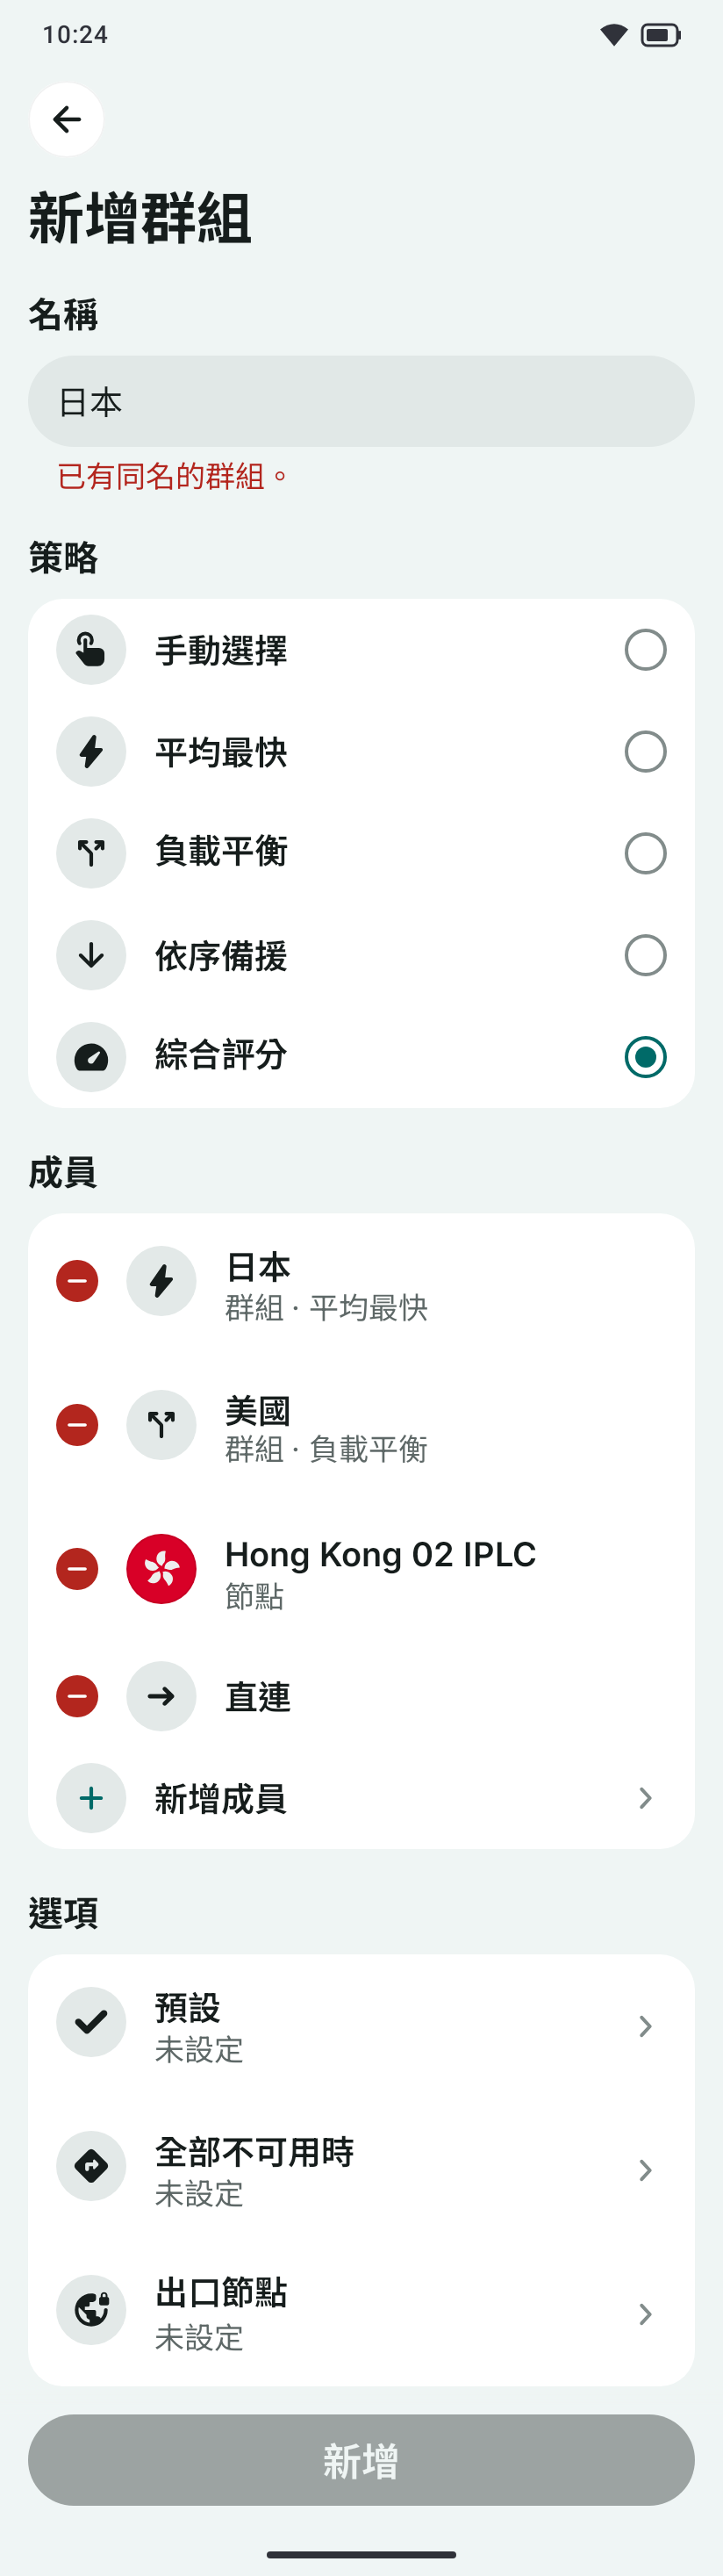 10:24
新增群組
名稱
日本
已有同名的群組。
策略
手動選擇
平均最快
負載平衡
依序備援
綜合評分
成員
日本
群組 · 平均最快
美國
群組 · 負載平衡
Hong Kong 02 IPLC
節點
直連
新增成員
選項
預設
未設定
全部不可用時
未設定
出口節點
未設定
新增